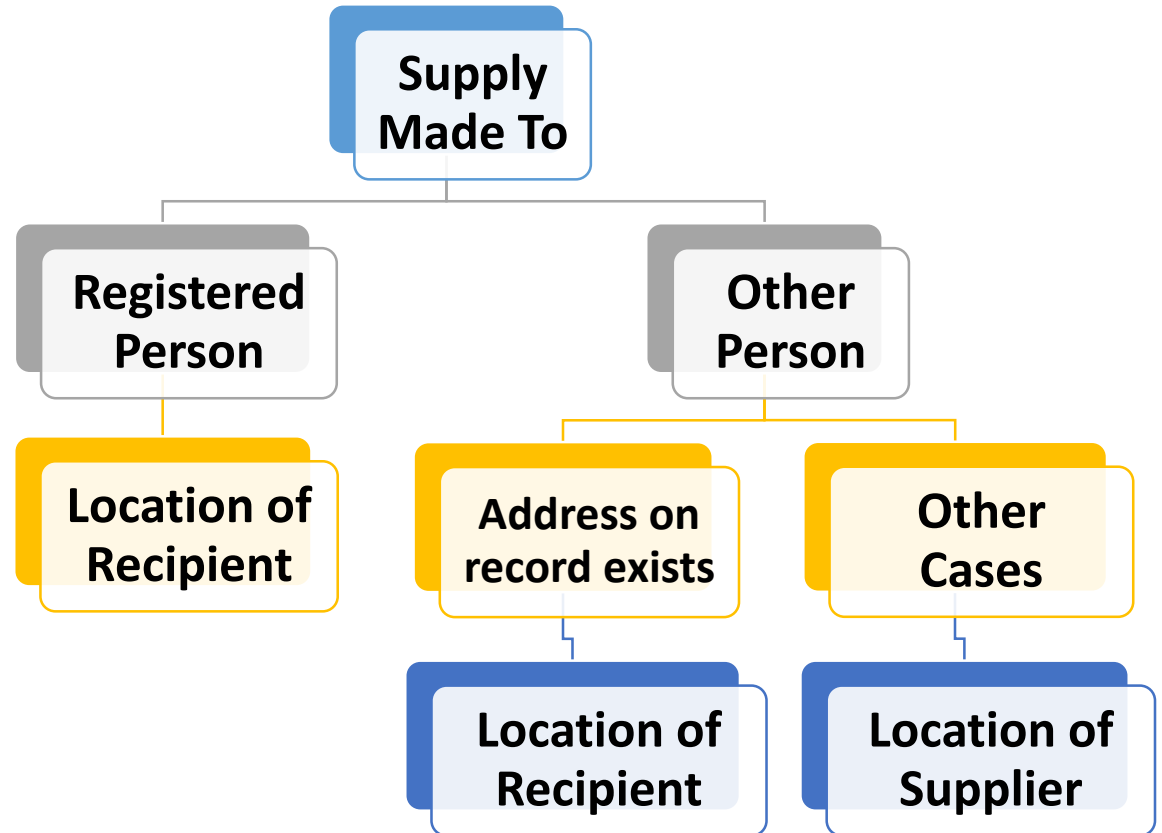 Supply
Made To
Registered
Person
Other
Person
Location of
Recipient
Address on
record exists
Other
Cases
Location of
Recipient
Location of
Supplier